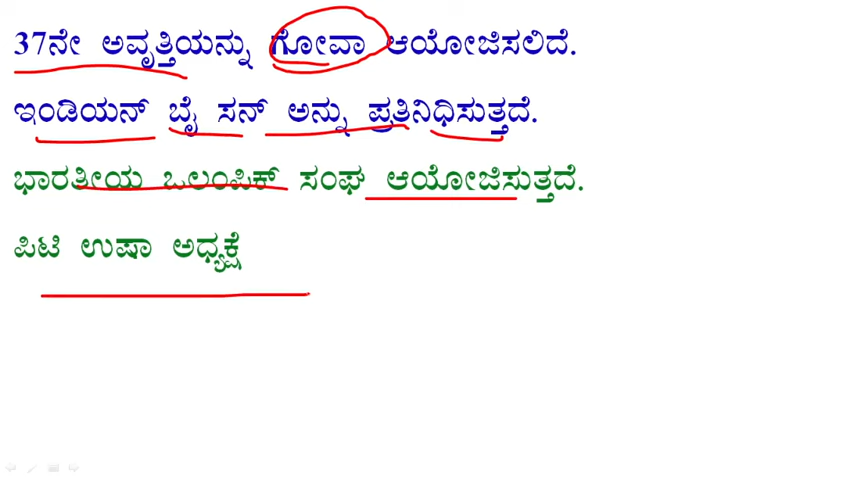 37ನೇ ಅವೃತ್ತಿಯನ್ನು ಗೋವಾ ಆಯೋಜಿಸಲಿದೆ.
ಇಂಡಿಯನ್ ಬೈ ಸನ್ ಅನ್ನು ಪ್ರತಿನಿಧಿಸುತ್ತದೆ.
ಭಾರತೀಯ ಒಲಂಪಿಕ್ ಸಂಘ ಆಯೋಜಿಸುತ್ತದೆ.
ಪಿಟಿ ಉಷಾ ಅಧ್ಯಕ್ಷೆ